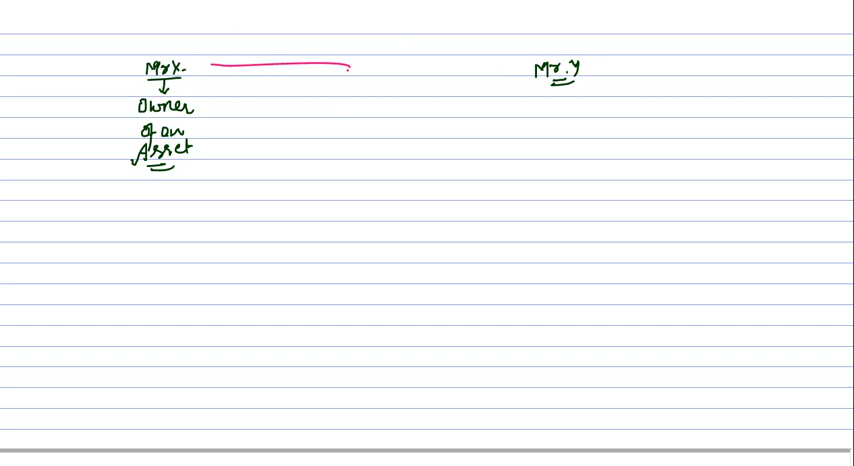 Mr X.
Mr. Y
Owner
of an
Asset